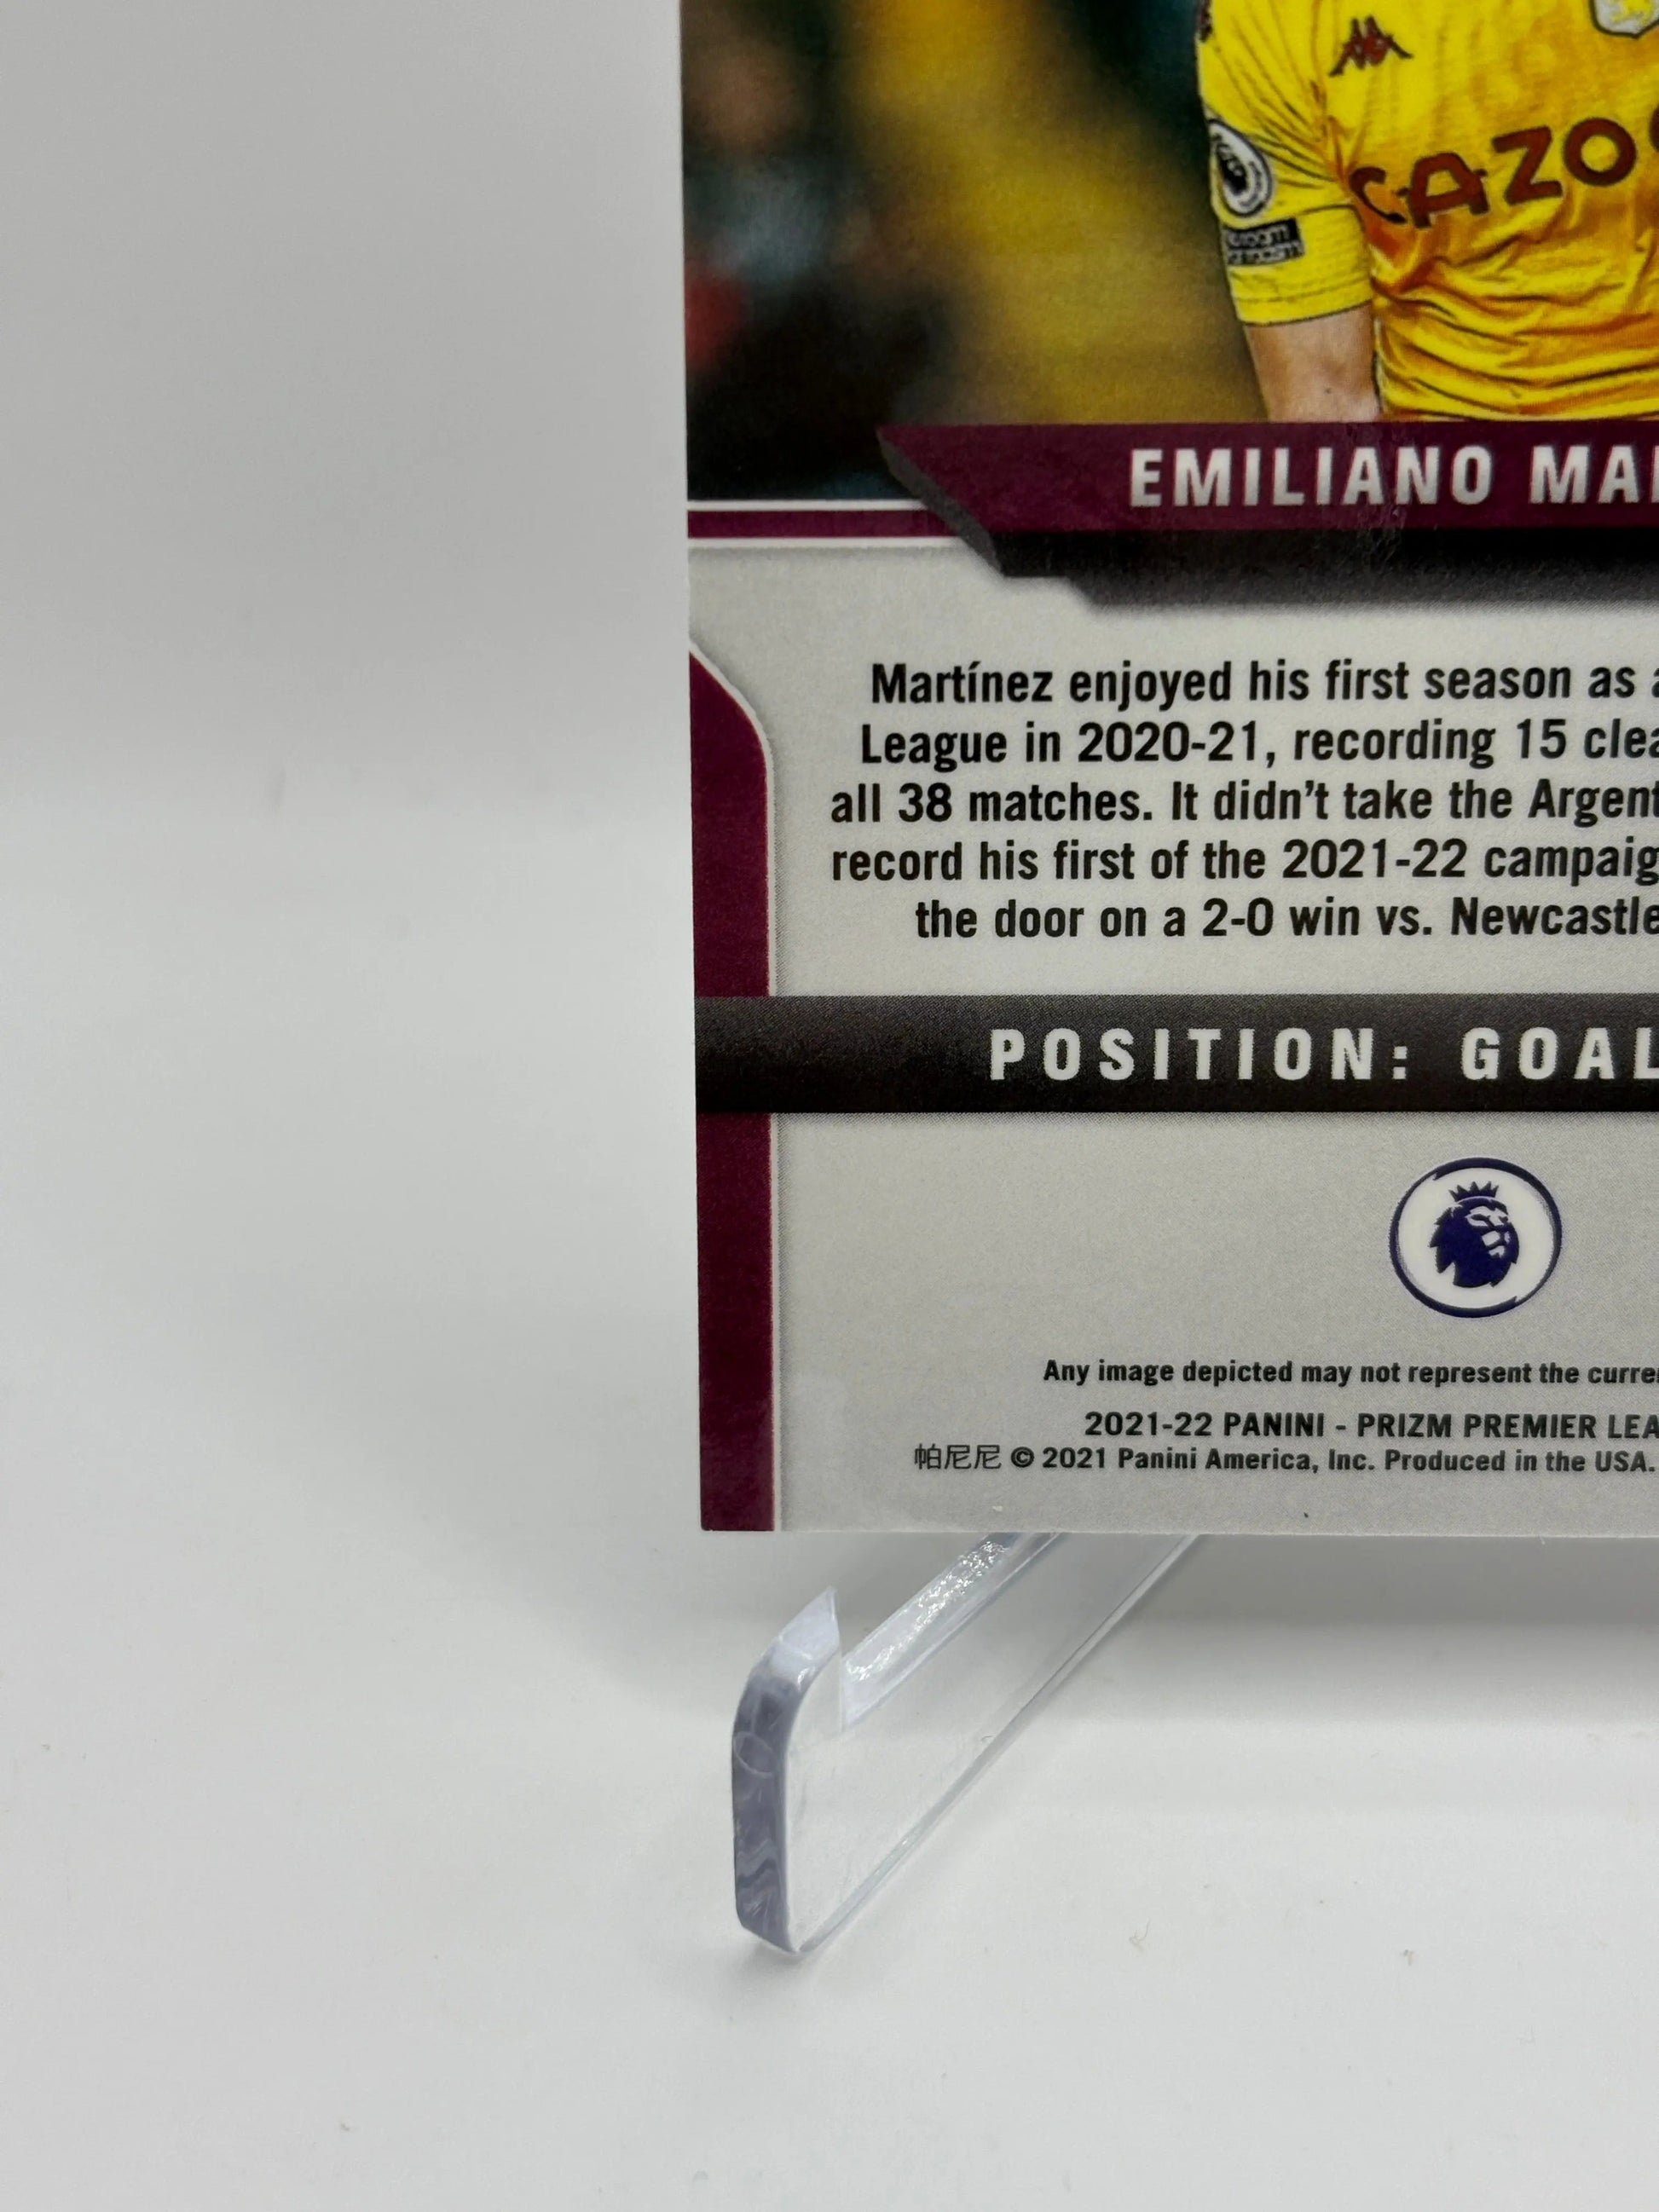 CAZOO
EMILIANO MA
Martínez enjoyed his first season as a
League in 2020-21, recording 15 clea
all 38 matches. It didn't take the Argent
record his first of the 2021-22 campaig
the door on a 2-0 win vs. Newcastle
POSITION: GOAL
Any image depicted may not represent the curre
2021-22 PANINI - PRIZM PREMIER LEA
帕尼尼 © 2021 Panini America, Inc. Produced in the USA.